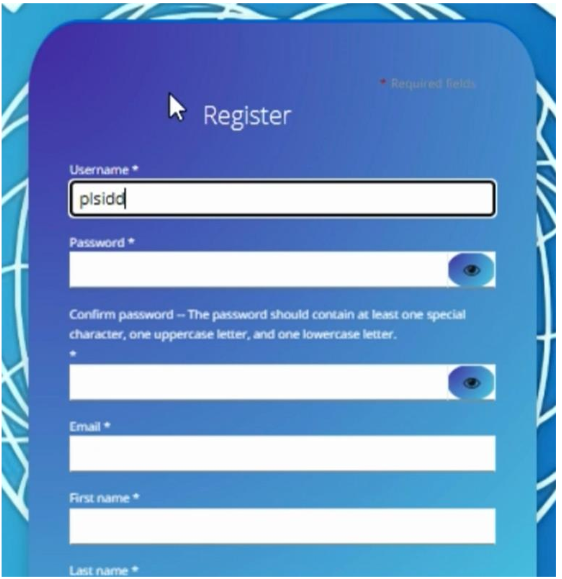 * Required fields
Register
Username *
plsidd
Password *
Confirm password -- The password should contain at least one special
character, one uppercase letter, and one lowercase letter.
*
Email *
First name *
Last name *